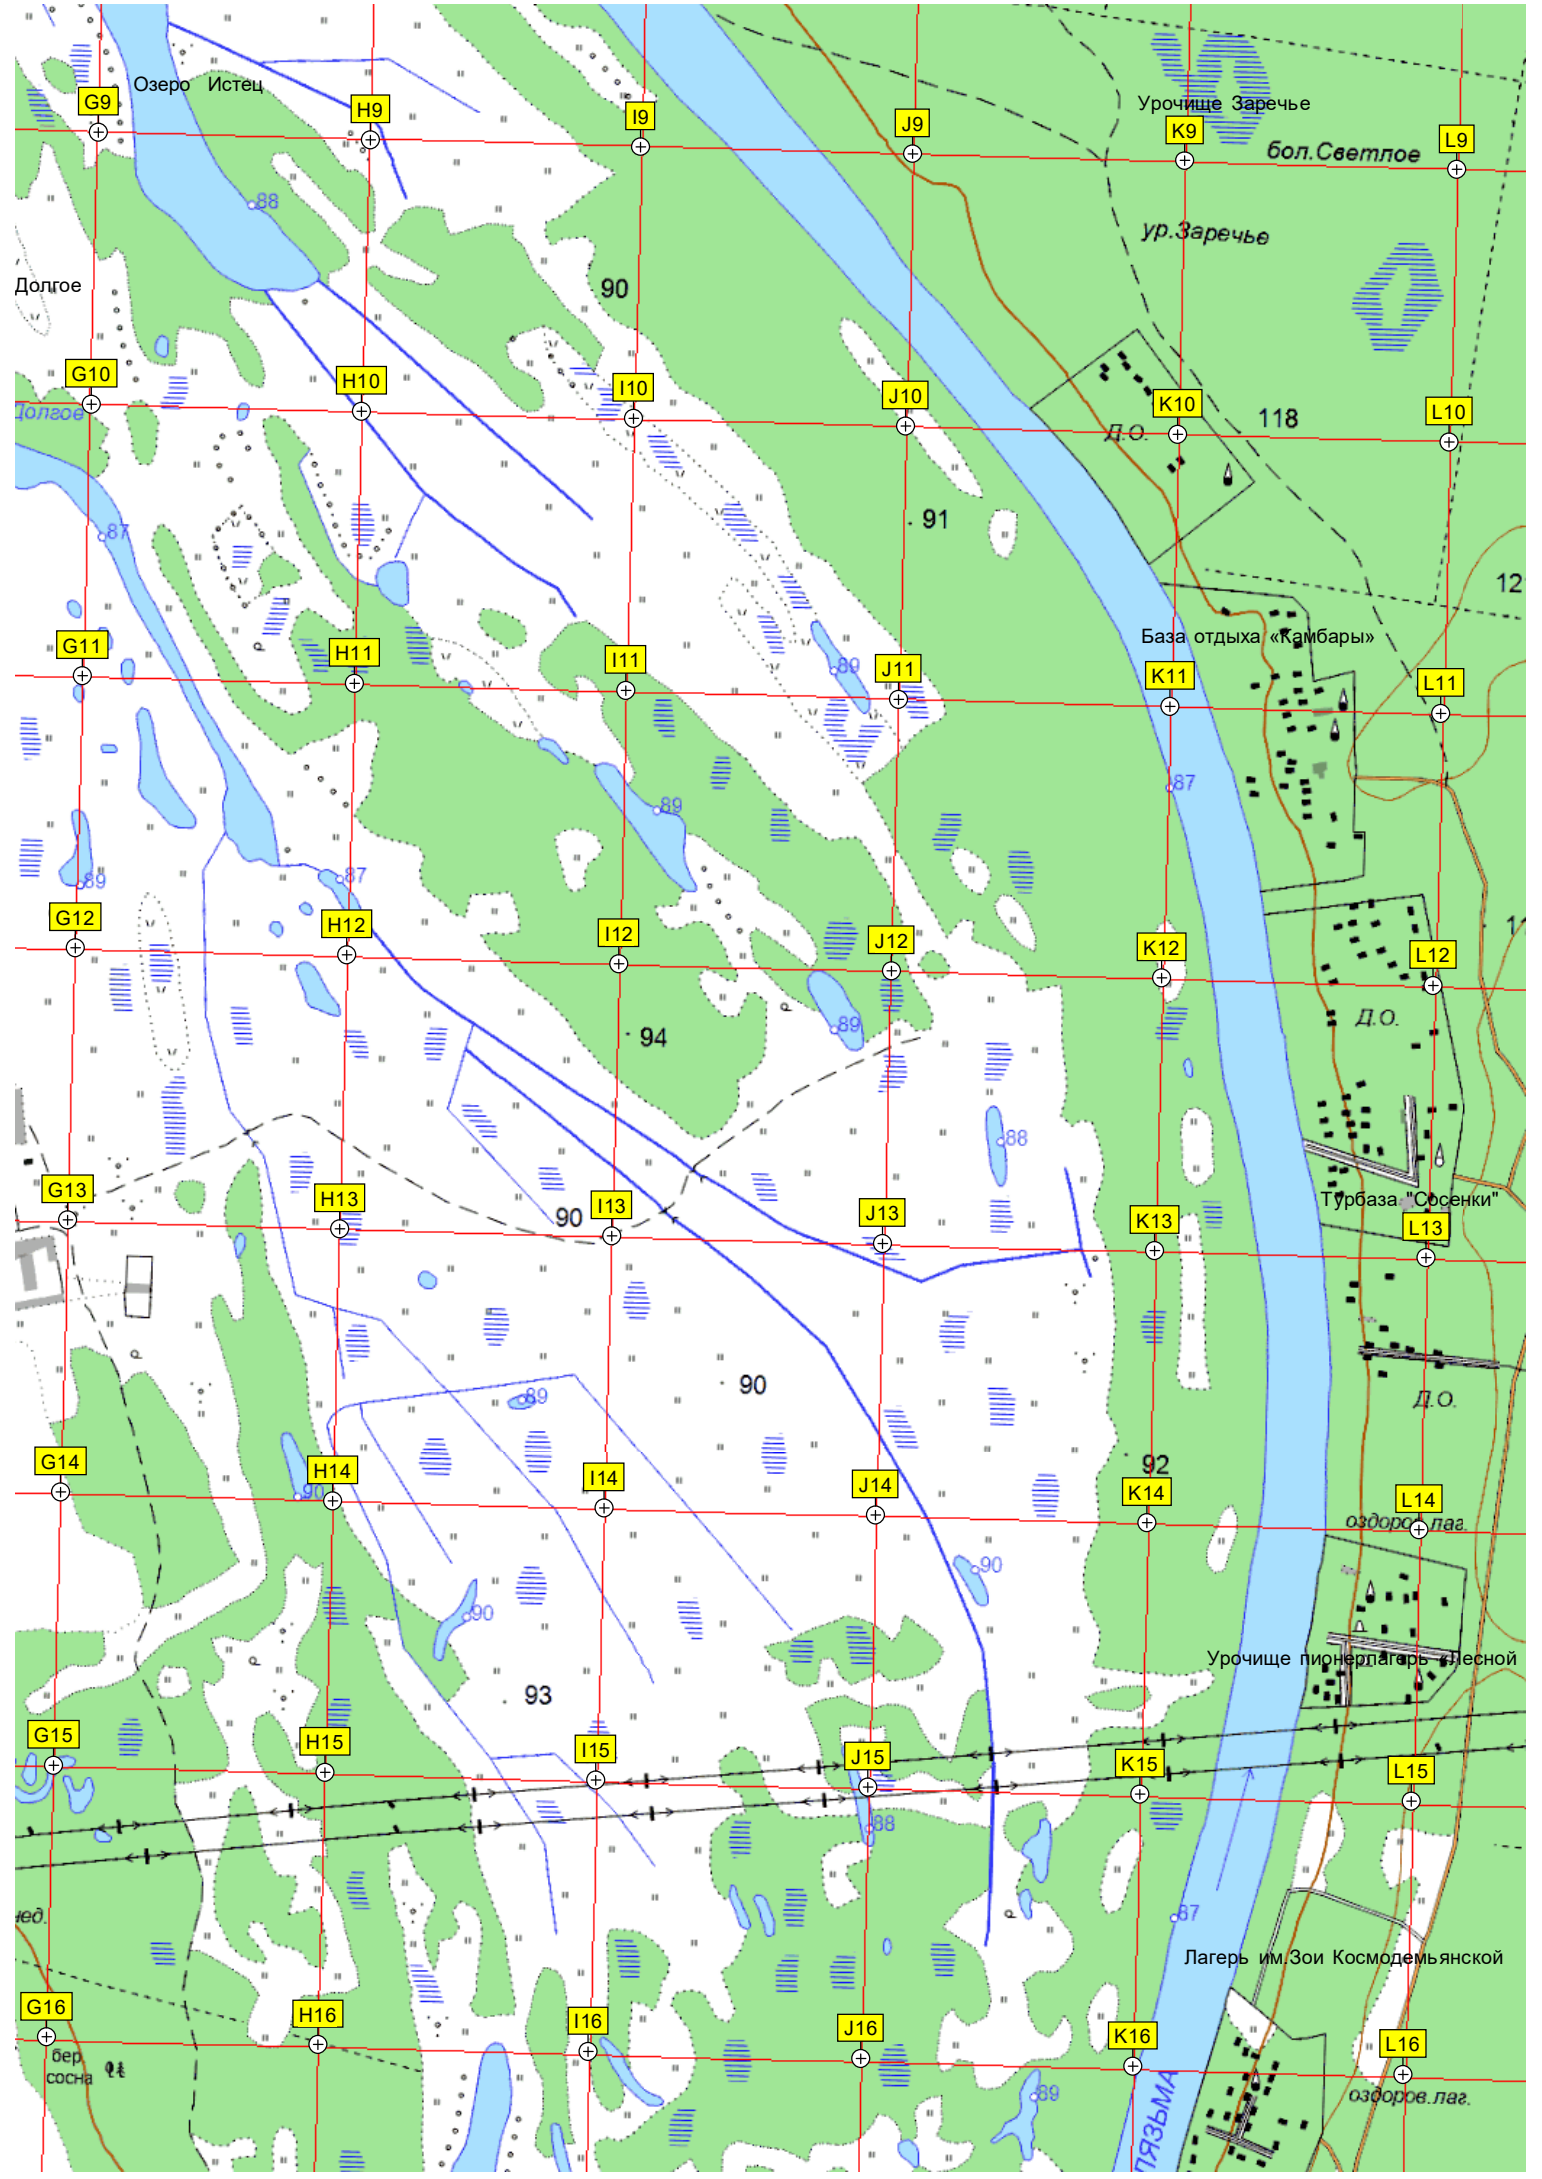 Озеро Истец
G9
H9
I9
J9
Урочище Заречье
K9
L9
бол.Светлое
88
ур.Заречье
Долгое
90
G10
H10
I10
J10
K10
L10
Долгое
118
Д.О.
87
91
12
G11
H11
I11
89
J11
База отдыха «Камбары»
K11
L11
87
89
87
89
G12
H12
I12
J12
K12
L12
89
94
Д.О.
88
G13
H13
90
I13
J13
K13
Турбаза "Сосенки"
L13
90
89
Д.О.
G14
90
H14
I14
J14
92
K14
L14
оздоров.лаг.
90
90
Урочище пионерлагерь «Лесной
93
G15
H15
I15
J15
K15
L15
88
87
Лагерь им.Зои Космодемьянской
G16
H16
I16
J16
K16
L16
бер.
сосна
89
оздоров.лаг.
ЛЯЗЬМА